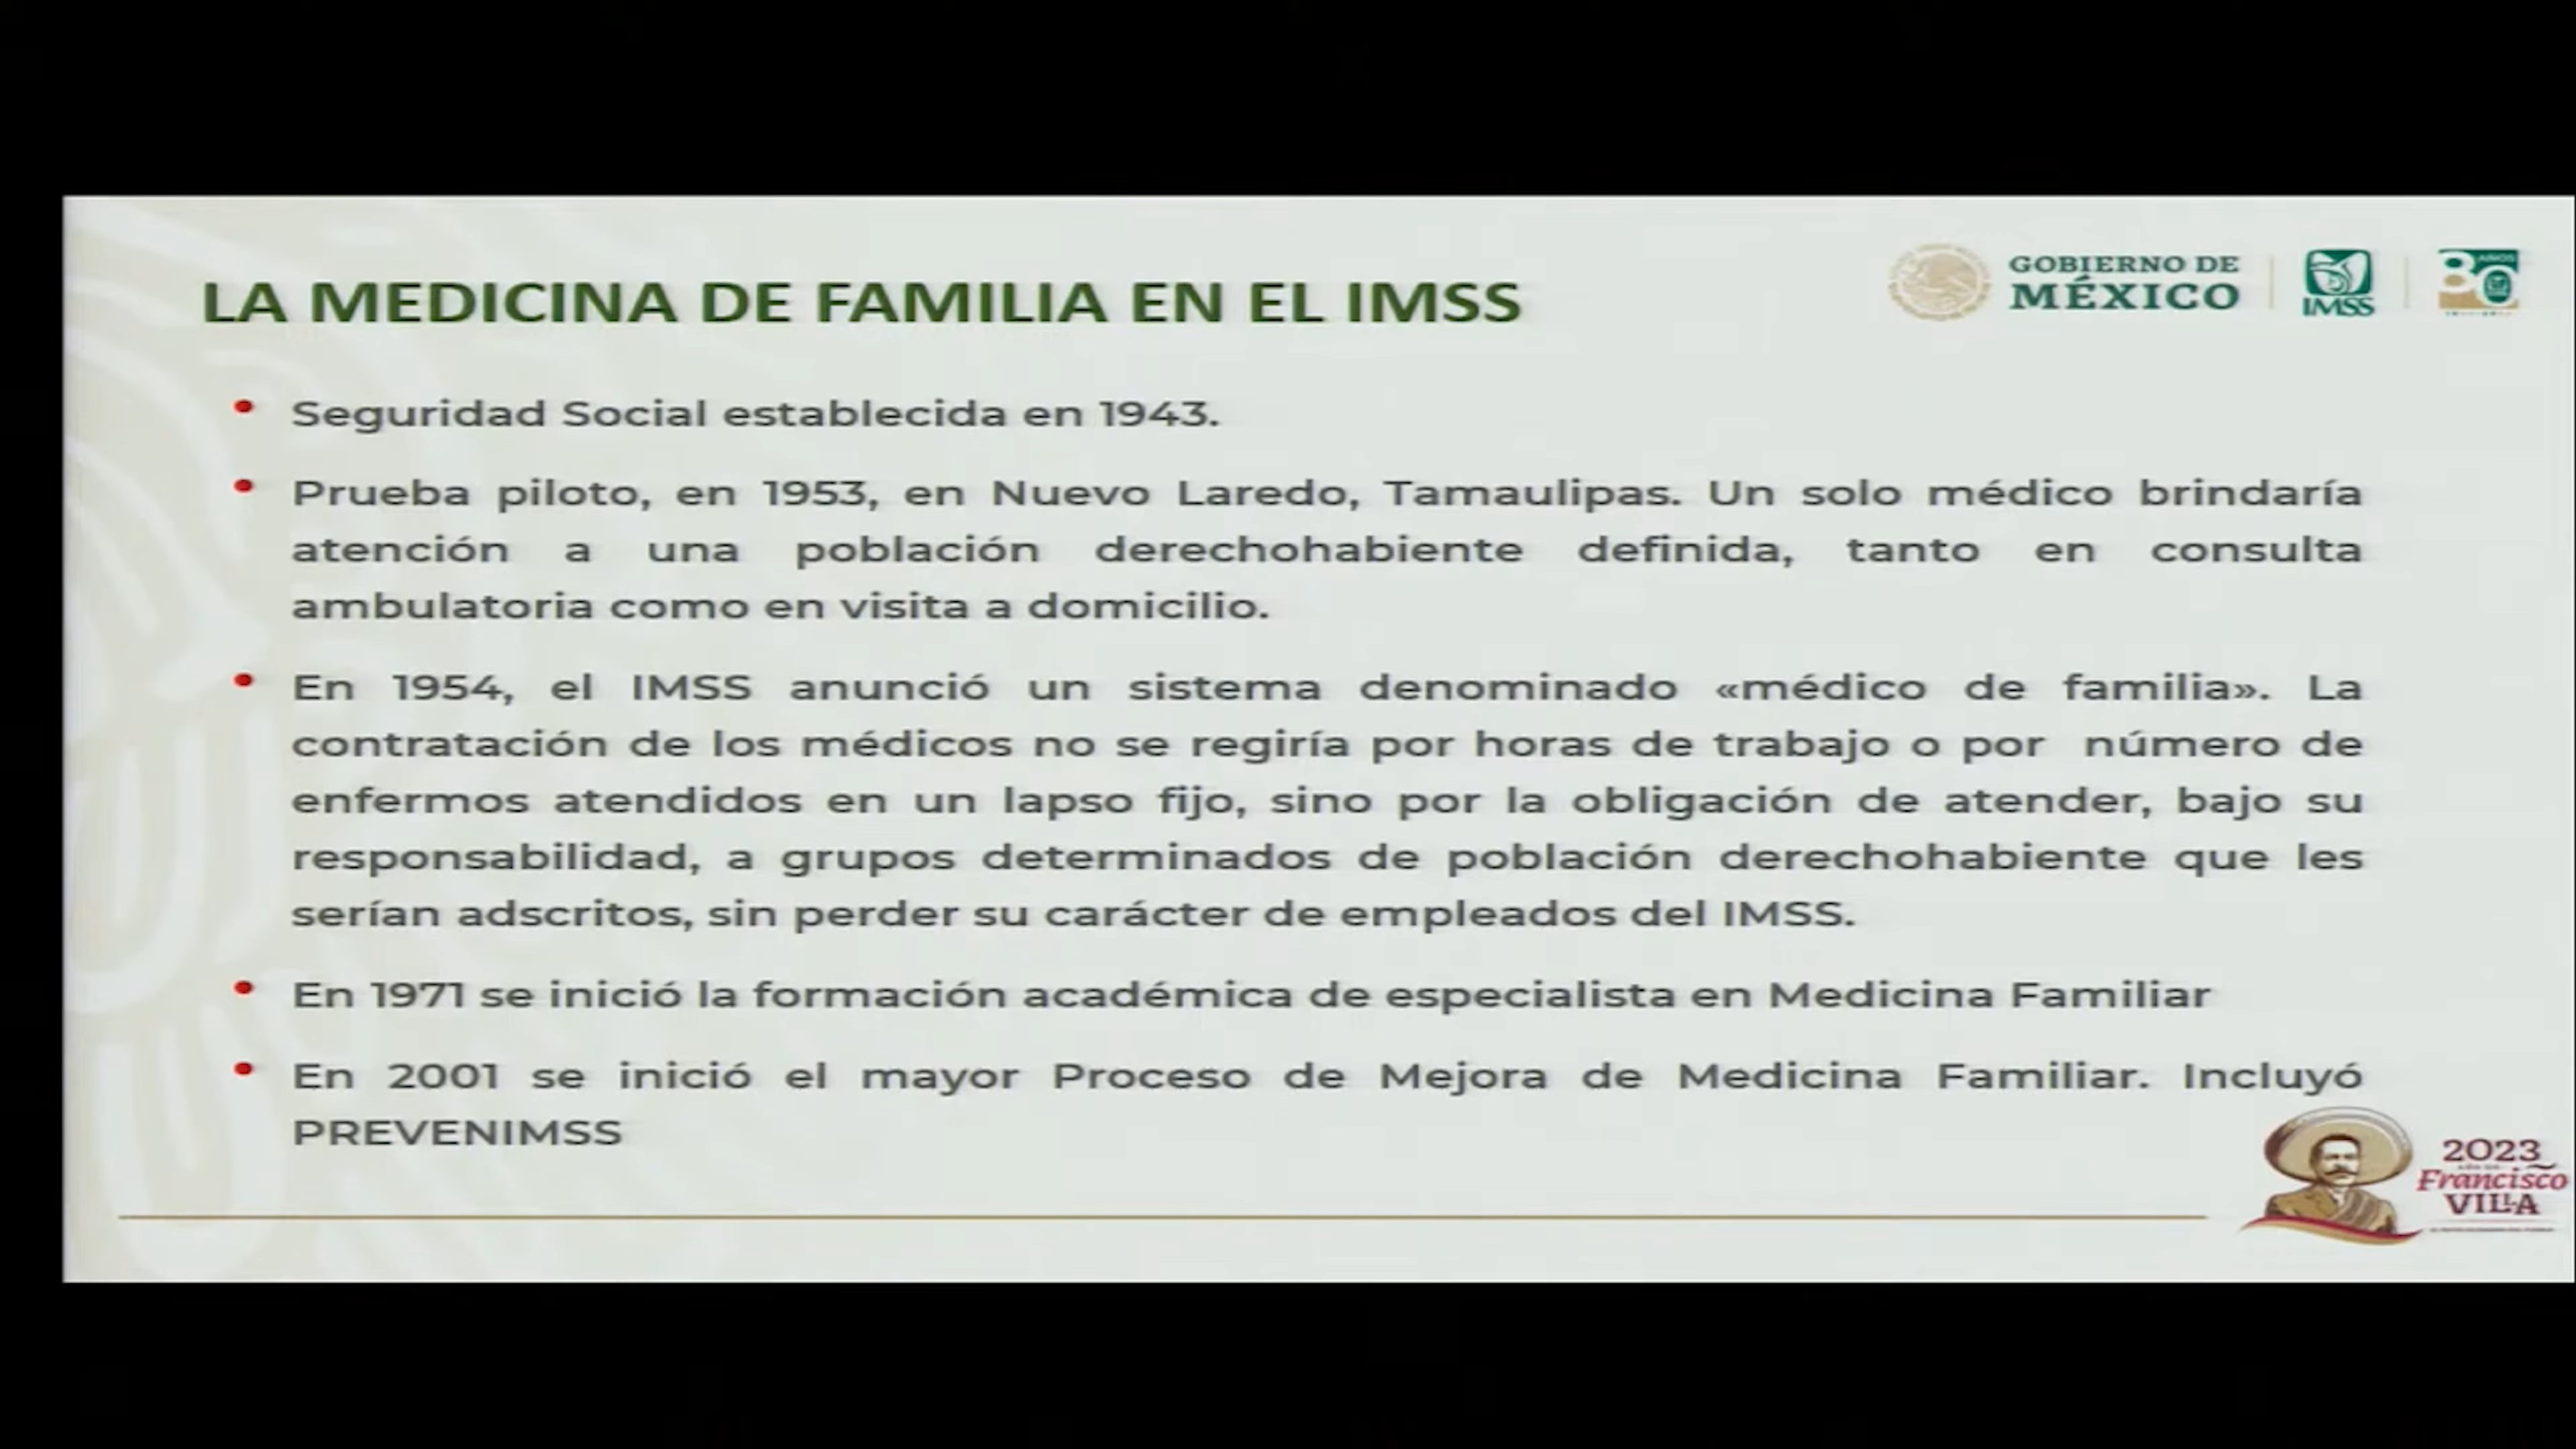 LA MEDICINA DE FAMILIA EN EL IMSS
GOBIERNO DE
MÉXICO
IMSS
80
AÑOS
• Seguridad Social establecida en 1943.
• Prueba piloto, en 1953, en Nuevo Laredo, Tamaulipas. Un solo médico brindaría
atención a una población derechohabiente definida, tanto en consulta
ambulatoria como en visita a domicilio.
• En 1954, el IMSS anunció un sistema denominado «médico de familia». La
contratación de los médicos no se regiría por horas de trabajo o por número de
enfermos atendidos en un lapso fijo, sino por la obligación de atender, bajo su
responsabilidad, a grupos determinados de población derechohabiente que les
serían adscritos, sin perder su carácter de empleados del IMSS.
• En 1971 se inició la formación académica de especialista en Medicina Familiar
• En 2001 se inició el mayor Proceso de Mejora de Medicina Familiar. Incluyó
PREVENIMSS
2023
Francisco
VILLA